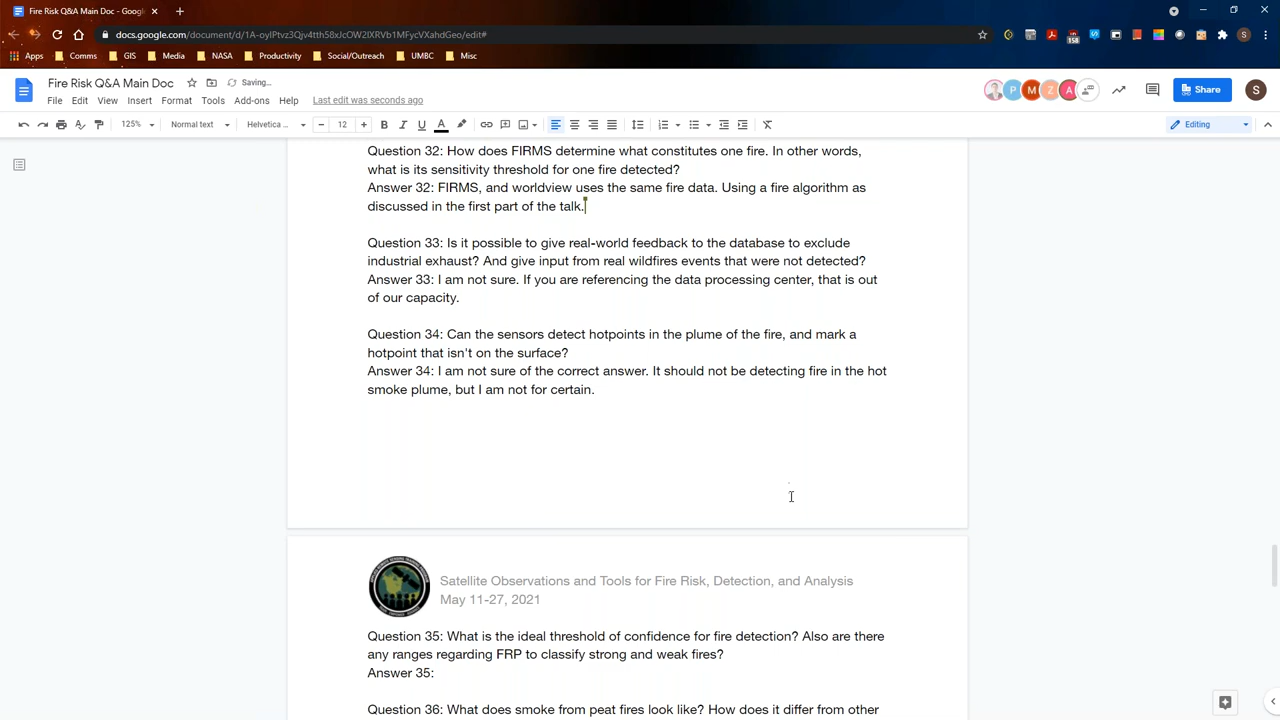 Fire Risk Q&A Main Doc - Googl
docs.google.com/document/d/1A-oyIPtvz3Qjv4tth58xJcOW2IXRVb1MFycVXahdGeo/edit#
158
S
Apps Comms GIS Media NASA Productivity Social/Outreach UMBC Misc
Fire Risk Q&A Main Doc
Saving...
File Edit View Insert Format Tools Add-ons Help Last edit was seconds ago
P M Z A
Share
S
125% Normal text Helvetica ... 12 B I U A
Editing
Question 32: How does FIRMS determine what constitutes one fire. In other words,
what is its sensitivity threshold for one fire detected?
Answer 32: FIRMS, and worldview uses the same fire data. Using a fire algorithm as
discussed in the first part of the talk.
Question 33: Is it possible to give real-world feedback to the database to exclude
industrial exhaust? And give input from real wildfires events that were not detected?
Answer 33: I am not sure. If you are referencing the data processing center, that is out
of our capacity.
Question 34: Can the sensors detect hotpoints in the plume of the fire, and mark a
hotpoint that isn't on the surface?
Answer 34: I am not sure of the correct answer. It should not be detecting fire in the hot
smoke plume, but I am not for certain.
Satellite Observations and Tools for Fire Risk, Detection, and Analysis
May 11-27, 2021
Question 35: What is the ideal threshold of confidence for fire detection? Also are there
any ranges regarding FRP to classify strong and weak fires?
Answer 35:
Question 36: What does smoke from peat fires look like? How does it differ from other